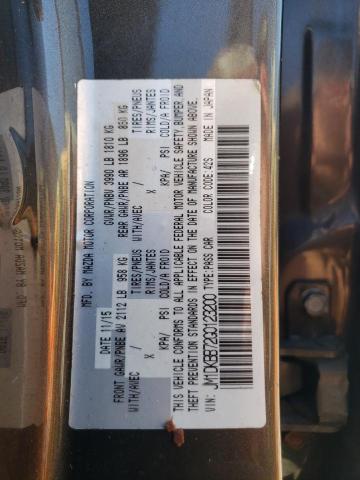 MFD. BY MAZDA MOTOR CORPORATION
GVWR/PNBV 3990 LB 1810 KG
DATE 11/15
FRONT GAWR/PNBE AV 2112 LB 958 KG
REAR GAWR/PNBE AR 1896 LB 860 KG
WITH/AVEC / TIRES/PNEUS
X RIMS/JANTES
KPA/ PSI COLD/A FROID
WITH/AVEC / TIRES/PNEUS
X RIMS/JANTES
KPA/ PSI COLD/A FROID
THIS VEHICLE CONFORMS TO ALL APPLICABLE FEDERAL MOTOR VEHICLE SAFETY, BUMPER, AND
THEFT PREVENTION STANDARDS IN EFFECT ON THE DATE OF MANUFACTURE SHOWN ABOVE.
TYPE:PASS CAR COLOR CODE: 42S MADE IN JAPAN
VIN: